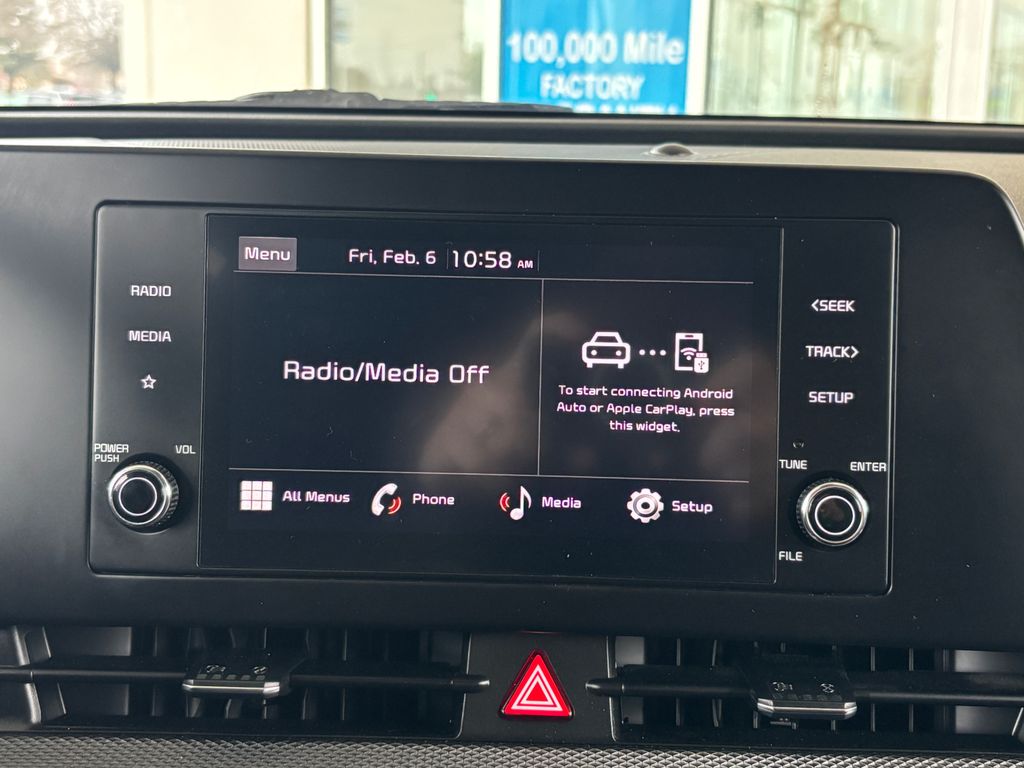 100,000 Mile
FACTORY
Menu
Fri, Feb. 6
10:58 AM
RADIO
MEDIA
POWER
PUSH
VOL
Radio/Media Off
To start connecting Android
Auto or Apple CarPlay, press
this widget.
All Menus
Phone
Media
Setup
<SEEK
TRACK>
SETUP
TUNE
ENTER
FILE